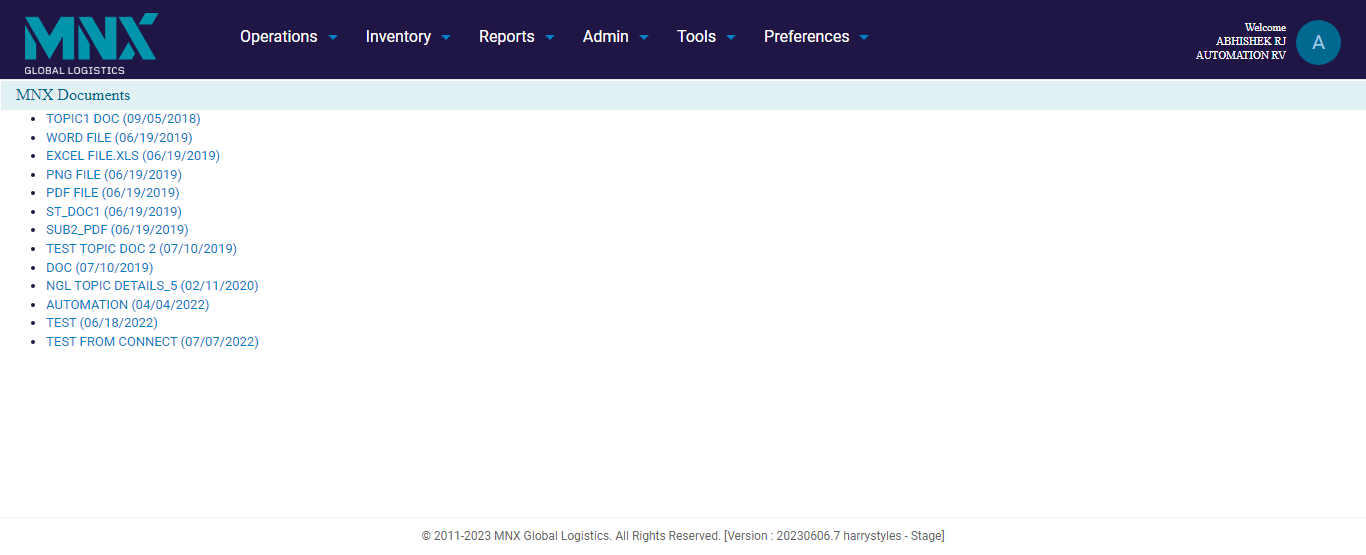 MNX
GLOBAL LOGISTICS
Operations Inventory Reports Admin Tools Preferences
Welcome
ABHISHEK RJ
AUTOMATION RV
A
MNX Documents
TOPIC1 DOC (09/05/2018)
WORD FILE (06/19/2019)
EXCEL FILE.XLS (06/19/2019)
PNG FILE (06/19/2019)
PDF FILE (06/19/2019)
ST_DOC1 (06/19/2019)
SUB2_PDF (06/19/2019)
TEST TOPIC DOC 2 (07/10/2019)
DOC (07/10/2019)
NGL TOPIC DETAILS_5 (02/11/2020)
AUTOMATION (04/04/2022)
TEST (06/18/2022)
TEST FROM CONNECT (07/07/2022)
© 2011-2023 MNX Global Logistics. All Rights Reserved. [Version : 20230606.7 harrystyles - Stage]